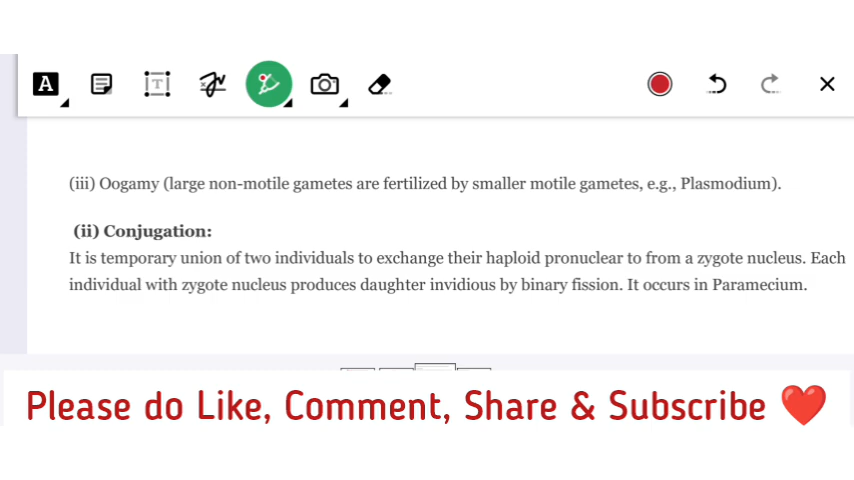 A
T
(iii) Oogamy (large non-motile gametes are fertilized by smaller motile gametes, e.g., Plasmodium).
(ii) Conjugation:
It is temporary union of two individuals to exchange their haploid pronuclear to from a zygote nucleus. Each
individual with zygote nucleus produces daughter invidious by binary fission. It occurs in Paramecium.
Please do Like, Comment, Share & Subscribe ❤️